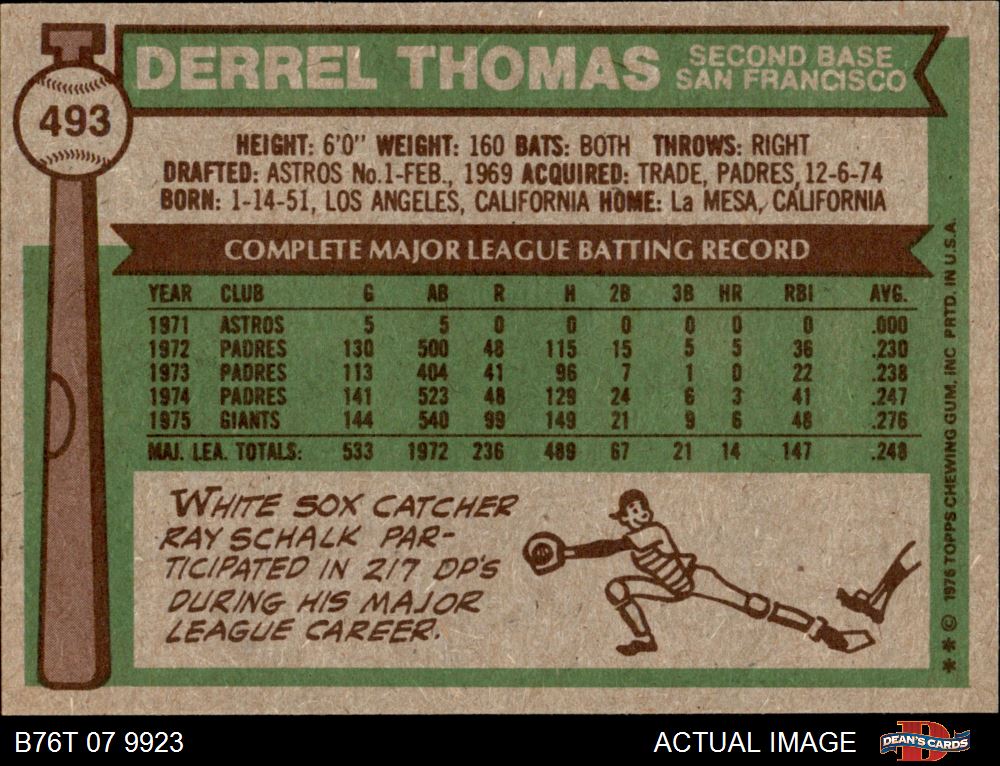 493
DERREL THOMAS
SECOND BASE
SAN FRANCISCO
HEIGHT: 6'0" WEIGHT: 160 BATS: BOTH THROWS: RIGHT
DRAFTED: ASTROS No.1-FEB., 1969 ACQUIRED: TRADE, PADRES, 12-6-74
BORN: 1-14-51, LOS ANGELES, CALIFORNIA HOME: La MESA, CALIFORNIA
COMPLETE MAJOR LEAGUE BATTING RECORD
YEAR CLUB G AB R H 2B 3B HR RBI AVG.
1971 ASTROS 5 5 0 0 0 0 0 0 .000
1972 PADRES 130 500 48 115 15 5 5 36 .230
1973 PADRES 113 404 41 96 7 1 0 22 .238
1974 PADRES 141 523 48 129 24 6 3 41 .247
1975 GIANTS 144 540 99 149 21 9 6 48 .276
MAJ. LEA. TOTALS: 533 1972 236 489 67 21 14 147 .248
WHITE SOX CATCHER
RAY SCHALK PAR-
TICIPATED IN 217 DP'S
DURING HIS MAJOR
LEAGUE CAREER.
** © 1976 TOPPS CHEWING GUM, INC PRTD. IN U.S.A.
B76T 07 9923
ACTUAL IMAGE
D
DEAN'S CARDS